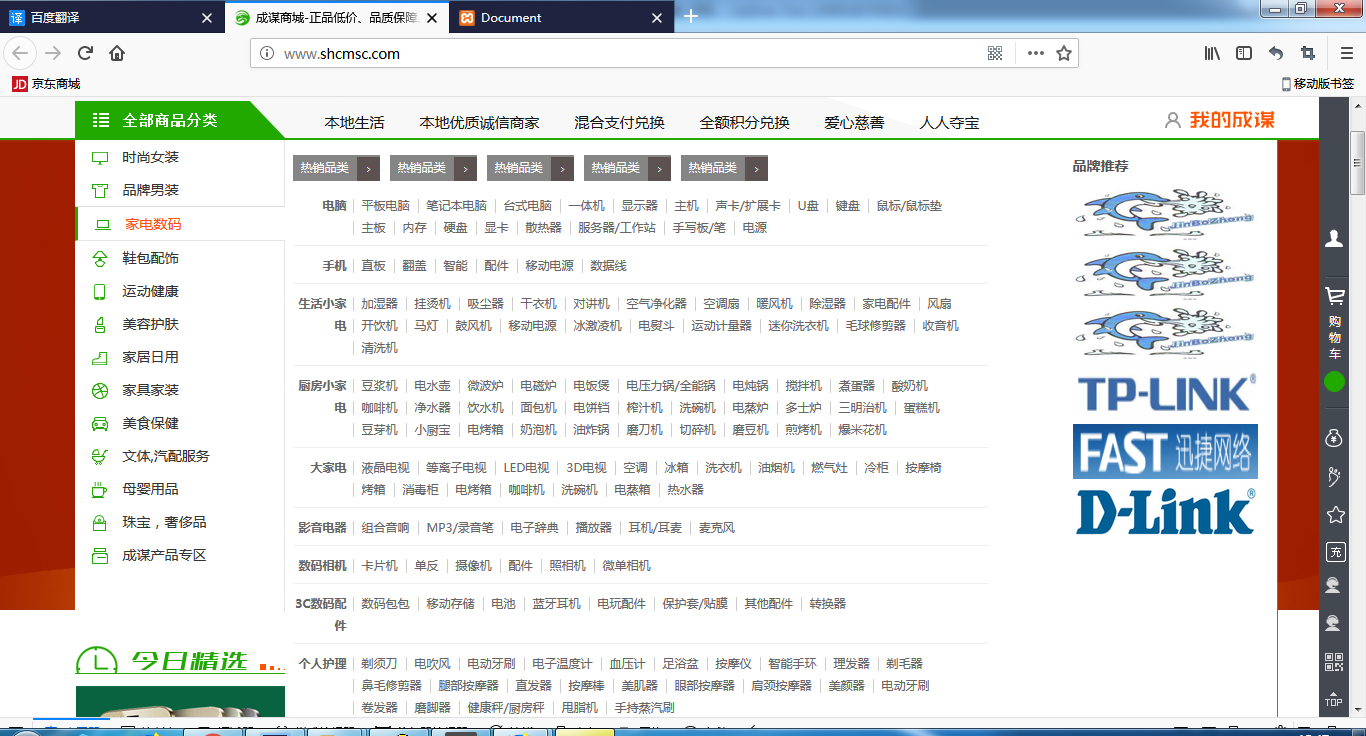 百度翻译
成谋商城-正品低价、品质保障
Document
www.shcmsc.com
京东商城
移动版书签
全部商品分类
本地生活 本地优质诚信商家 混合支付兑换 全额积分兑换 爱心慈善 人人夺宝
我的成谋
时尚女装
品牌男装
家电数码
鞋包配饰
运动健康
美容护肤
家居日用
家具家装
美食保健
文体,汽配服务
母婴用品
珠宝，奢侈品
成谋产品专区
今日精选
热销品类 > 热销品类 > 热销品类 > 热销品类 > 热销品类 >
电脑 平板电脑 笔记本电脑 台式电脑 一体机 显示器 主机 声卡/扩展卡 U盘 键盘 鼠标/鼠标垫
主板 内存 硬盘 显卡 散热器 服务器/工作站 手写板/笔 电源
手机 直板 翻盖 智能 配件 移动电源 数据线
生活小家 加湿器 挂烫机 吸尘器 干衣机 对讲机 空气净化器 空调扇 暖风机 除湿器 家电配件 风扇
电 开饮机 马灯 鼓风机 移动电源 冰激凌机 电熨斗 运动计量器 迷你洗衣机 毛球修剪器 收音机
清洗机
厨房小家 豆浆机 电水壶 微波炉 电磁炉 电饭煲 电压力锅/全能锅 电炖锅 搅拌机 煮蛋器 酸奶机
电 咖啡机 净水器 饮水机 面包机 电饼铛 榨汁机 洗碗机 电蒸炉 多士炉 三明治机 蛋糕机
豆芽机 小厨宝 电烤箱 奶泡机 油炸锅 磨刀机 切碎机 磨豆机 煎烤机 爆米花机
大家电 液晶电视 等离子电视 LED电视 3D电视 空调 冰箱 洗衣机 油烟机 燃气灶 冷柜 按摩椅
烤箱 消毒柜 电烤箱 咖啡机 洗碗机 电蒸箱 热水器
影音电器 组合音响 MP3/录音笔 电子辞典 播放器 耳机/耳麦 麦克风
数码相机 卡片机 单反 摄像机 配件 照相机 微单相机
3C数码配 数码包包 移动存储 电池 蓝牙耳机 电玩配件 保护套/贴膜 其他配件 转换器
件
个人护理 剃须刀 电吹风 电动牙刷 电子温度计 血压计 足浴盆 按摩仪 智能手环 理发器 剃毛器
鼻毛修剪器 腿部按摩器 直发器 按摩棒 美肌器 眼部按摩器 肩颈按摩器 美颜器 电动牙刷
卷发器 磨脚器 健康秤/厨房秤 甩脂机 手持蒸汽刷
品牌推荐
JinBoZhong
JinBoZhong
JinBoZhong
TP-LINK®
FAST 迅捷网络
D-Link®
购物车
充
TOP